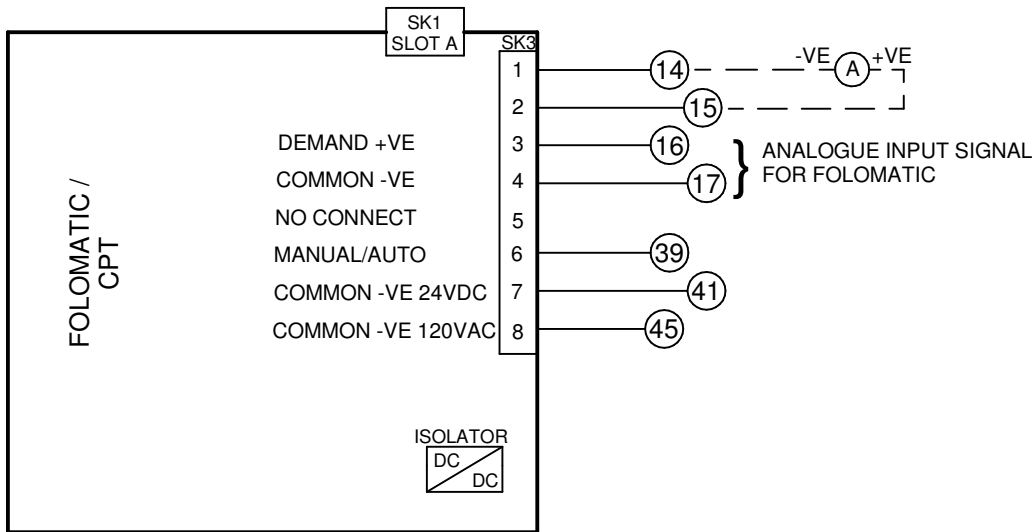 SK1
SLOT A
SK3
1 14 -VE A +VE
2 15
DEMAND +VE 3 16
ANALOGUE INPUT SIGNAL
COMMON -VE 4 17
FOR FOLOMATIC
NO CONNECT 5
MANUAL/AUTO 6 39
COMMON -VE 24VDC 7 41
COMMON -VE 120VAC 8 45
FOLOMATIC /
CPT
ISOLATOR
DC
DC